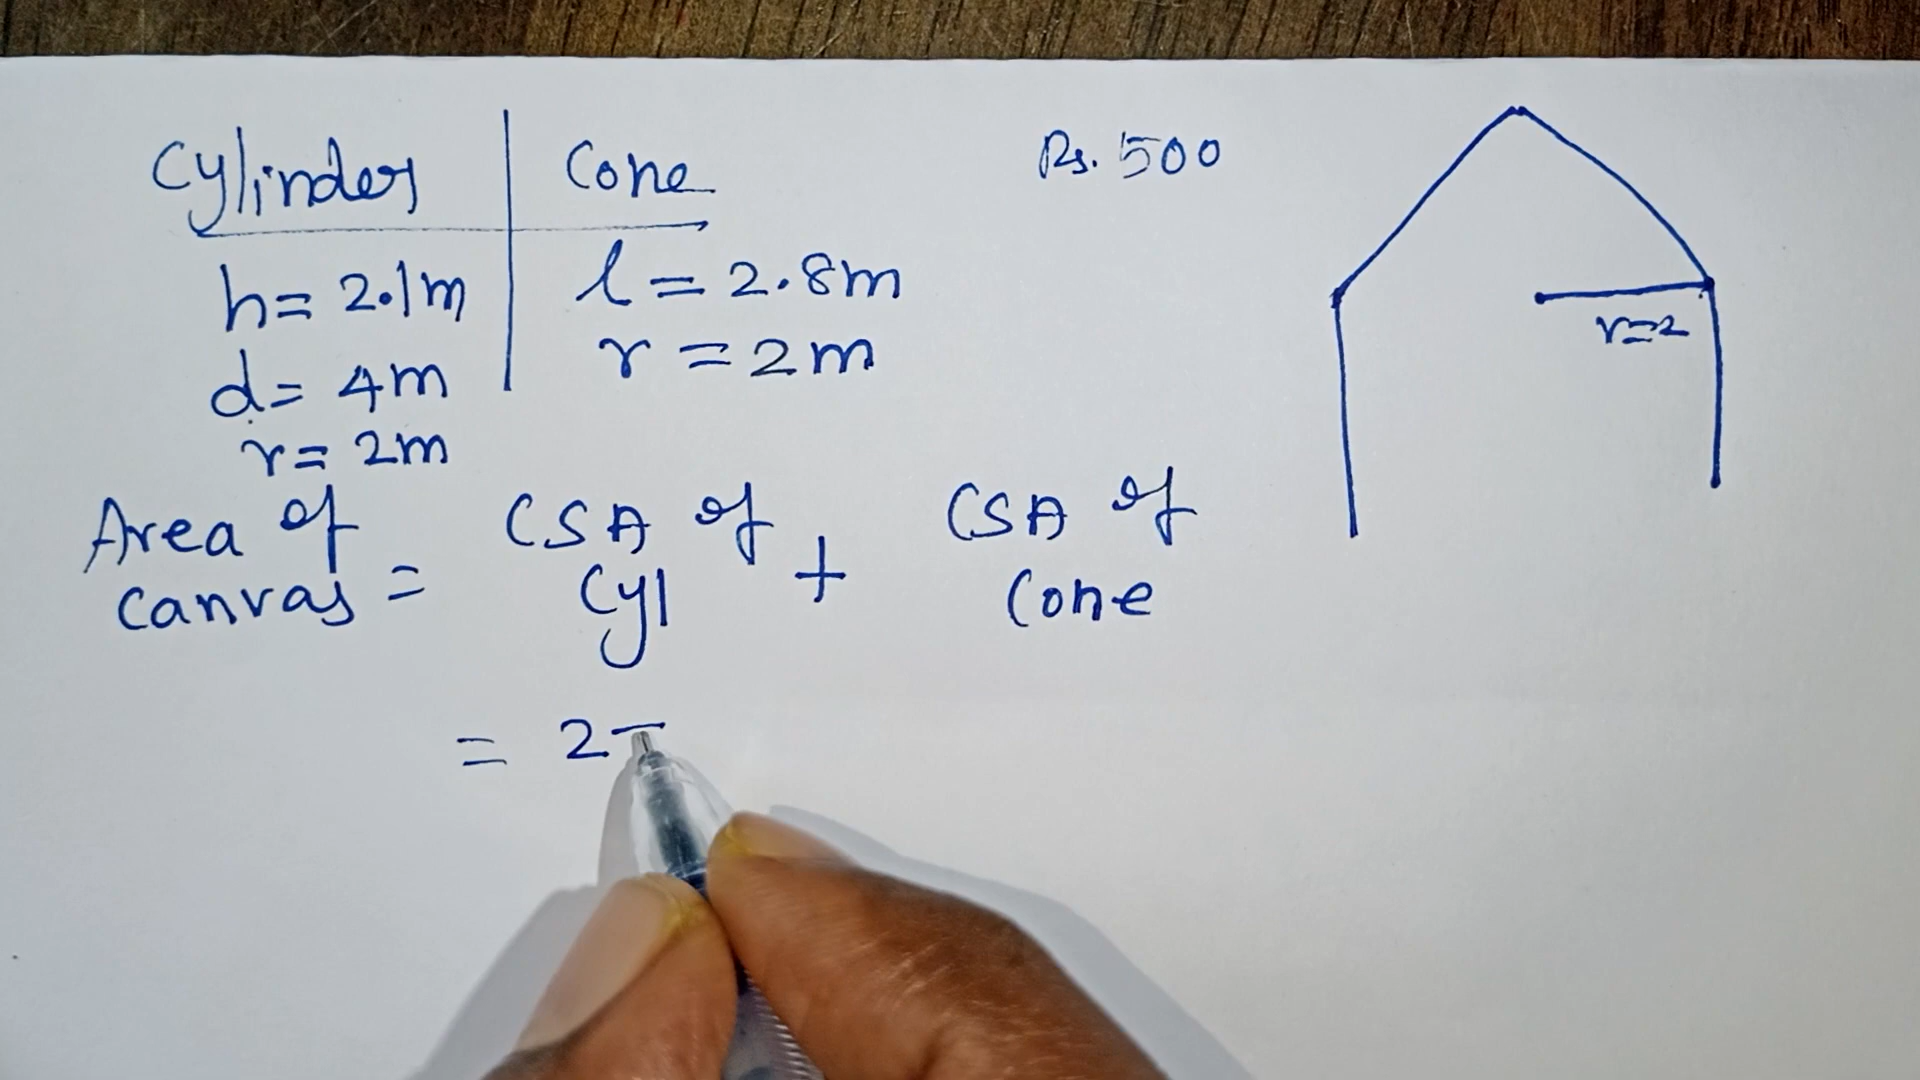 Cylinder
Cone
Rs. 500
h = 2.1m
l = 2.8m
d = 4m
r = 2m
r = 2m
r=2
Area of canvas = CSA of Cyl + CSA of Cone
= 2